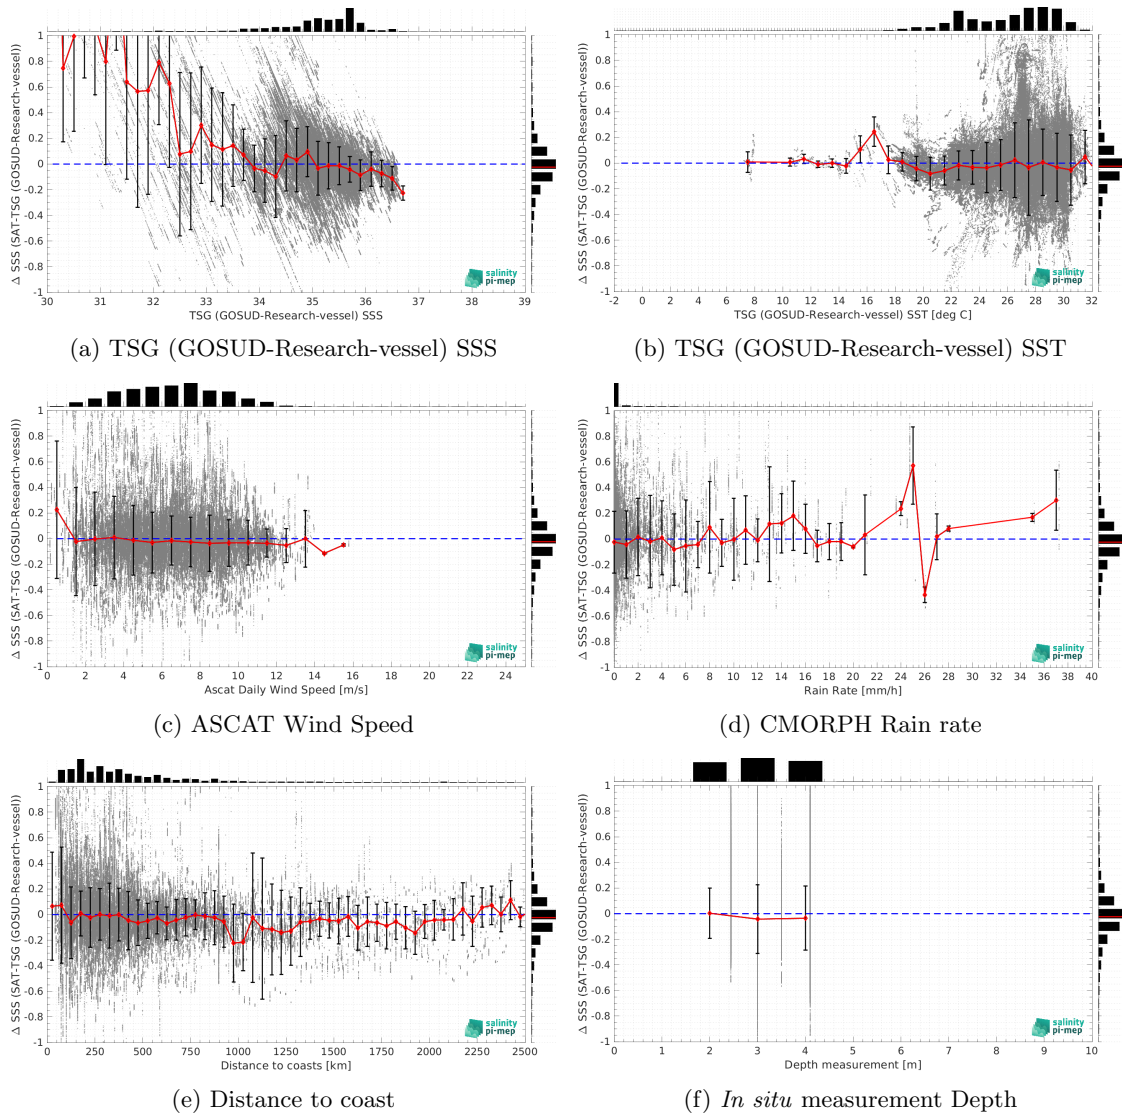 Δ SSS (SAT-TSG (GOSUD-Research-vessel))
1
0.8
0.6
0.4
0.2
0
-0.2
-0.4
-0.6
-0.8
-1
30 31 32 33 34 35 36 37 38 39
TSG (GOSUD-Research-vessel) SSS
salinity
pi-mep
(a) TSG (GOSUD-Research-vessel) SSS
Δ SSS (SAT-TSG (GOSUD-Research-vessel))
1
0.8
0.6
0.4
0.2
0
-0.2
-0.4
-0.6
-0.8
-1
-2 0 2 4 6 8 10 12 14 16 18 20 22 24 26 28 30 32
TSG (GOSUD-Research-vessel) SST [deg C]
salinity
pi-mep
(b) TSG (GOSUD-Research-vessel) SST
Δ SSS (SAT-TSG (GOSUD-Research-vessel))
1
0.8
0.6
0.4
0.2
0
-0.2
-0.4
-0.6
-0.8
-1
0 2 4 6 8 10 12 14 16 18 20 22 24
Ascat Daily Wind Speed [m/s]
salinity
pi-mep
(c) ASCAT Wind Speed
Δ SSS (SAT-TSG (GOSUD-Research-vessel))
1
0.8
0.6
0.4
0.2
0
-0.2
-0.4
-0.6
-0.8
-1
0 2 4 6 8 10 12 14 16 18 20 22 24 26 28 30 32 34 36 38 40
Rain Rate [mm/h]
salinity
pi-mep
(d) CMORPH Rain rate
Δ SSS (SAT-TSG (GOSUD-Research-vessel))
1
0.8
0.6
0.4
0.2
0
-0.2
-0.4
-0.6
-0.8
-1
0 250 500 750 1000 1250 1500 1750 2000 2250 2500
Distance to coasts [km]
salinity
pi-mep
(e) Distance to coast
Δ SSS (SAT-TSG (GOSUD-Research-vessel))
1
0.8
0.6
0.4
0.2
0
-0.2
-0.4
-0.6
-0.8
-1
0 1 2 3 4 5 6 7 8 9 10
Depth measurement [m]
salinity
pi-mep
(f) In situ measurement Depth